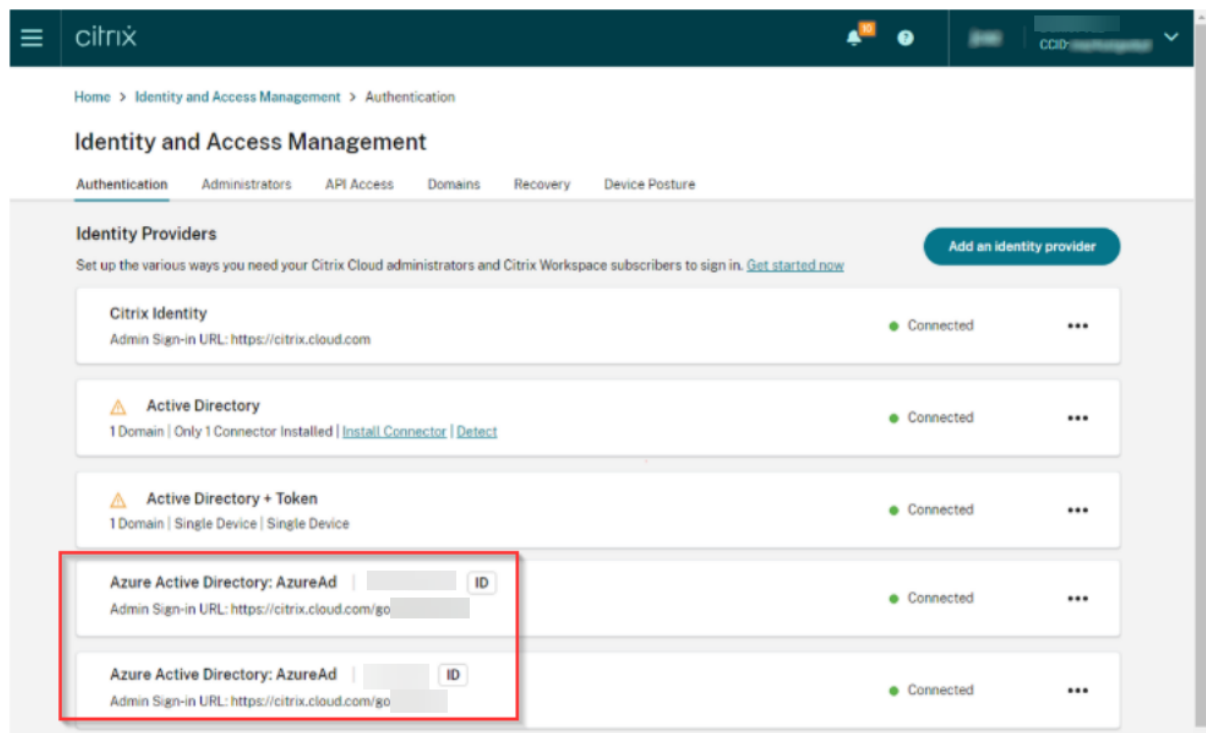 citrix
10
?
CCID:
Home > Identity and Access Management > Authentication
Identity and Access Management
Authentication Administrators API Access Domains Recovery Device Posture
Identity Providers
Add an identity provider
Set up the various ways you need your Citrix Cloud administrators and Citrix Workspace subscribers to sign in. Get started now
Citrix Identity
Admin Sign-in URL: https://citrix.cloud.com
Connected
Active Directory
1 Domain | Only 1 Connector Installed | Install Connector | Detect
Connected
Active Directory + Token
1 Domain | Single Device | Single Device
Connected
Azure Active Directory: AzureAd | ID
Admin Sign-in URL: https://citrix.cloud.com/go
Connected
Azure Active Directory: AzureAd | ID
Admin Sign-in URL: https://citrix.cloud.com/go
Connected